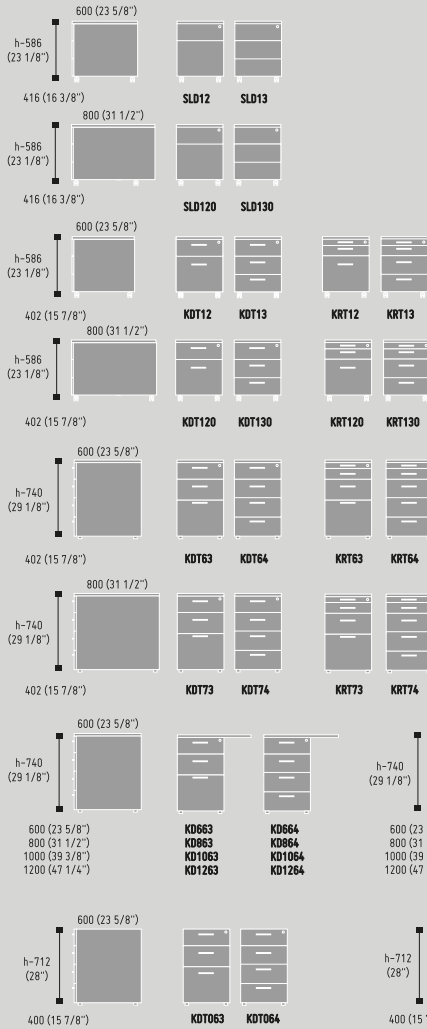 600 (23 5/8")
h-586
(23 1/8")
416 (16 3/8") SLD12 SLD13
800 (31 1/2")
h-586
(23 1/8")
416 (16 3/8") SLD120 SLD130
600 (23 5/8")
h-586
(23 1/8")
402 (15 7/8") KDT12 KDT13 KRT12 KRT13
800 (31 1/2")
h-586
(23 1/8")
402 (15 7/8") KDT120 KDT130 KRT120 KRT130
600 (23 5/8")
h-740
(29 1/8")
402 (15 7/8") KDT63 KDT64 KRT63 KRT64
800 (31 1/2")
h-740
(29 1/8")
402 (15 7/8") KDT73 KDT74 KRT73 KRT74
600 (23 5/8")
h-740 h-740
(29 1/8") (29 1/8")
600 (23 5/8") KD663 KD664 600 (23
800 (31 1/2") KD863 KD864 800 (31
1000 (39 3/8") KD1063 KD1064 1000 (39
1200 (47 1/4") KD1263 KD1264 1200 (47
600 (23 5/8")
h-712 h-712
(28") (28")
400 (15 7/8") KDT063 KDT064 400 (15